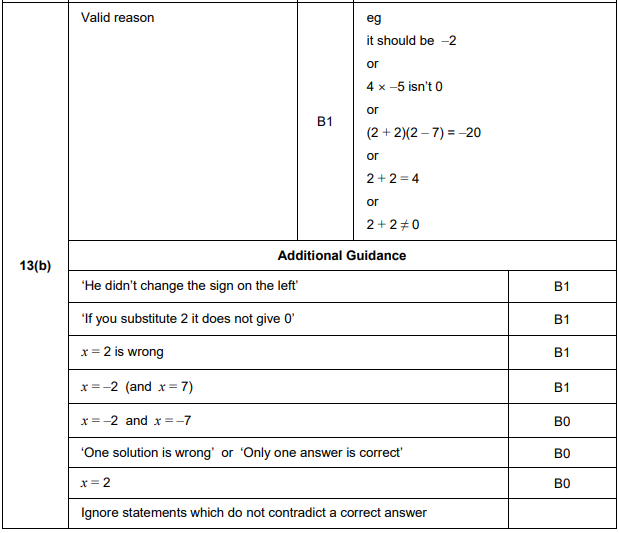 Valid reason
B1
eg
it should be –2
or
4 × –5 isn't 0
or
(2 + 2)(2 – 7) = –20
or
2 + 2 = 4
or
2 + 2 ≠ 0
13(b)
Additional Guidance
'He didn't change the sign on the left' B1
'If you substitute 2 it does not give 0' B1
x = 2 is wrong B1
x = –2 (and x = 7) B1
x = –2 and x = –7 B0
'One solution is wrong' or 'Only one answer is correct' B0
x = 2 B0
Ignore statements which do not contradict a correct answer